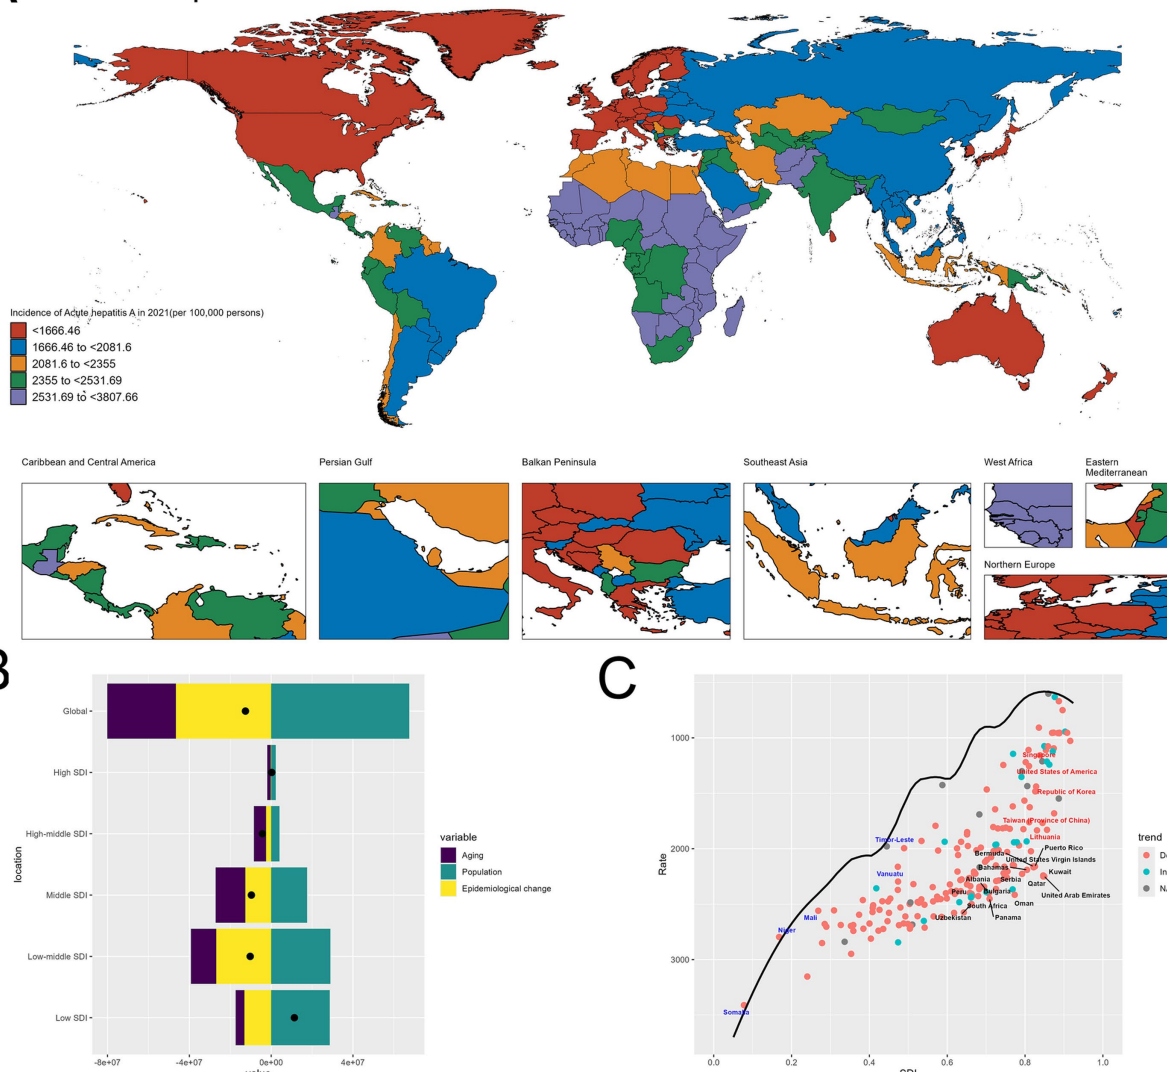 Incidence of Acute hepatitis A in 2021(per 100,000 persons)
<1666.46
1666.46 to <2081.6
2081.6 to <2355
2355 to <2531.69
2531.69 to <3807.66
Caribbean and Central America
Persian Gulf
Balkan Peninsula
Southeast Asia
West Africa
Eastern
Mediterranean
Northern Europe
B
Global
High SDI
High-middle SDI
Middle SDI
Low-middle SDI
Low SDI
location
-8e+07
-4e+07
0e+00
4e+07
value
variable
Aging
Population
Epidemiological change
C
Rate
1000
2000
3000
0.0
0.2
0.4
0.6
0.8
1.0
SDI
Singapore
United States of America
Republic of Korea
Taiwan (Province of China)
Lithuania
Timor-Leste
Puerto Rico
Bermuda
United States Virgin Islands
Vanuatu
Bahamas
Kuwait
Albania
Serbia
Qatar
Peru
Bulgaria
United Arab Emirates
Oman
South Africa
Mali
Uzbekistan
Panama
Niger
Somalia
trend